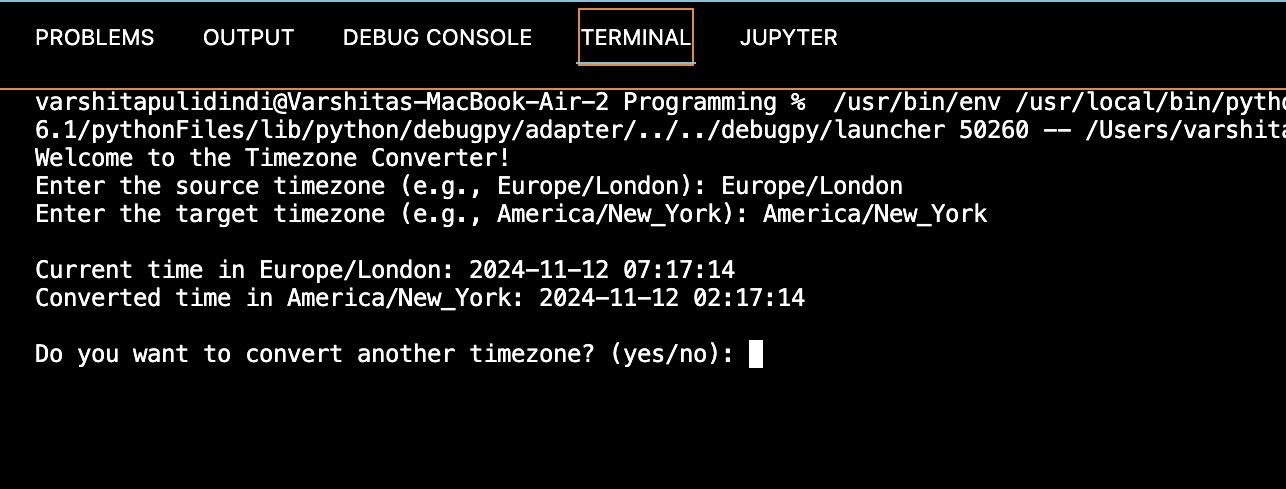 PROBLEMS OUTPUT DEBUG CONSOLE TERMINAL JUPYTER
varshitapulidindi@Varshitas-MacBook-Air-2 Programming % /usr/bin/env /usr/local/bin/pytho
6.1/pythonFiles/lib/python/debugpy/adapter/../../debugpy/launcher 50260 -- /Users/varshita
Welcome to the Timezone Converter!
Enter the source timezone (e.g., Europe/London): Europe/London
Enter the target timezone (e.g., America/New_York): America/New_York
Current time in Europe/London: 2024-11-12 07:17:14
Converted time in America/New_York: 2024-11-12 02:17:14
Do you want to convert another timezone? (yes/no):